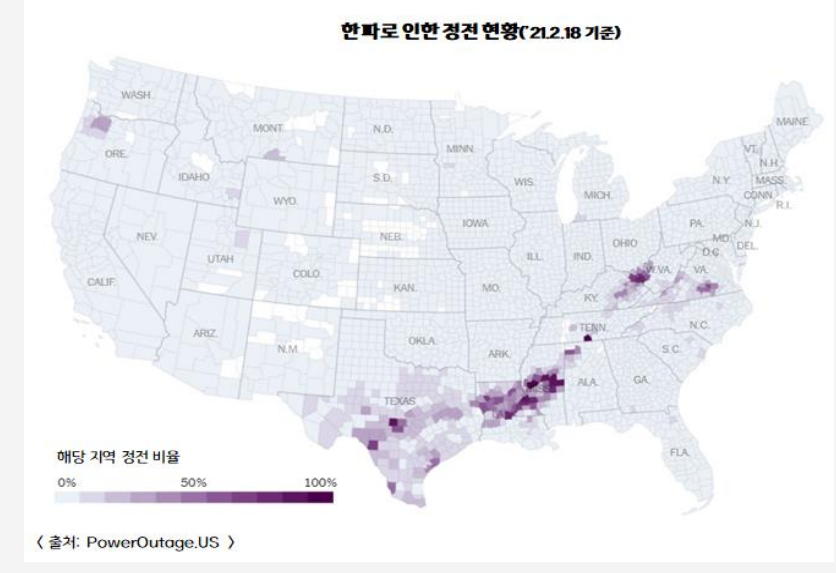 한파로 인한 정전 현황('21.2.18 기준)
WASH.
MAINE
MONT.
N.D.
MINN.
VT.
N.H.
ORE.
IDAHO
S.D.
WIS.
MICH.
N.Y.
MASS.
CONN.
R.I.
WYO.
IOWA
PA.
N.J.
NEV.
NEB.
OHIO
MD.
DEL.
D.C.
UTAH
COLO.
ILL.
IND.
W.VA.
VA.
CALIF.
KAN.
MO.
KY.
ARIZ.
N.M.
OKLA.
TENN.
N.C.
ARK.
S.C.
TEXAS
MISS.
ALA.
GA.
LA.
FLA.
해당 지역 정전 비율
0% 50% 100%
< 출처: PowerOutage.US >